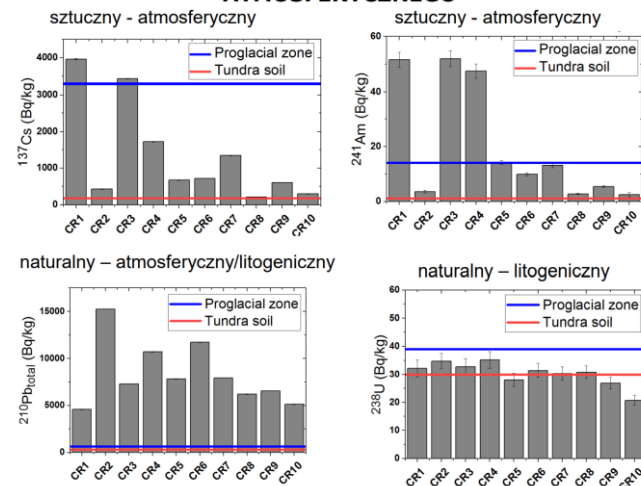 sztuczny - atmosferyczny
137Cs (Bq/kg)
4000
3000
2000
1000
0
Proglacial zone
Tundra soil
CR1 CR2 CR3 CR4 CR5 CR6 CR7 CR8 CR9 CR10
sztuczny - atmosferyczny
241Am (Bq/kg)
60
40
20
0
Proglacial zone
Tundra soil
CR1 CR2 CR3 CR4 CR5 CR6 CR7 CR8 CR9 CR10
naturalny – atmosferyczny/litogeniczny
210Pbtotal (Bq/kg)
15000
10000
5000
0
Proglacial zone
Tundra soil
CR1 CR2 CR3 CR4 CR5 CR6 CR7 CR8 CR9 CR10
naturalny – litogeniczny
238U (Bq/kg)
60
50
40
30
20
10
0
Proglacial zone
Tundra soil
CR1 CR2 CR3 CR4 CR5 CR6 CR7 CR8 CR9 CR10